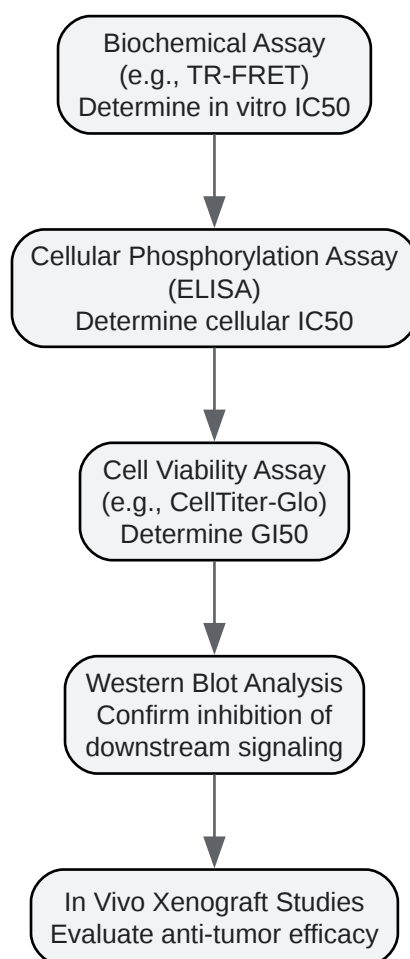 Biochemical Assay
(e.g., TR-FRET)
Determine in vitro IC50
Cellular Phosphorylation Assay
(ELISA)
Determine cellular IC50
Cell Viability Assay
(e.g., CellTiter-Glo)
Determine GI50
Western Blot Analysis
Confirm inhibition of
downstream signaling
In Vivo Xenograft Studies
Evaluate anti-tumor efficacy